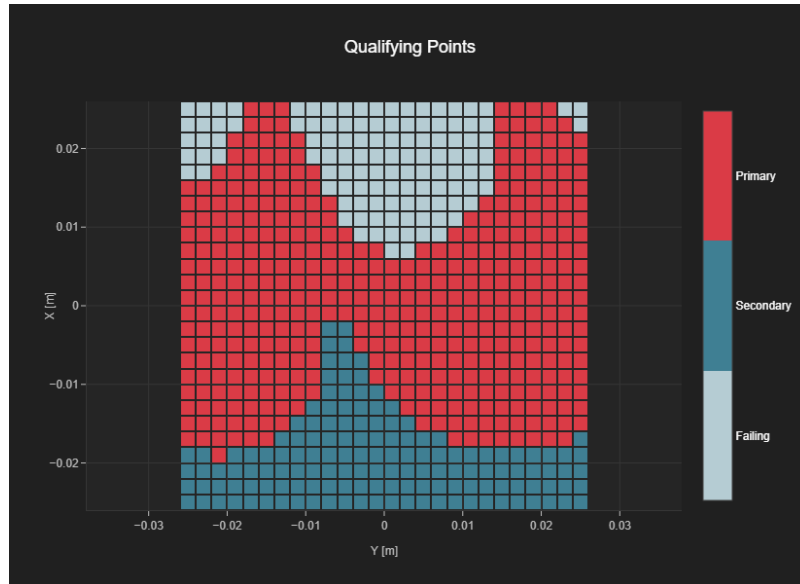 Qualifying Points
0.02
0.01
0
−0.01
−0.02
X [m]
−0.03
−0.02
−0.01
0
0.01
0.02
0.03
Y [m]
Primary
Secondary
Failing